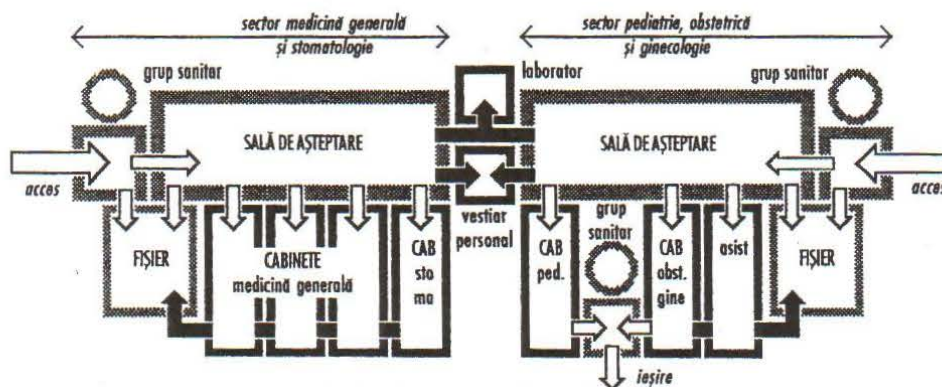 sector medicină generală
și stomatologie
sector pediatrie, obstetrică
și ginecologie
grup sanitar
laborator
grup sanitar
SALĂ DE AȘTEPTARE
SALĂ DE AȘTEPTARE
acces
acces
vestiar
personal
grup
sanitar
FIȘIER
CABINETE
medicină generală
CAB
sto
ma
CAB
ped.
CAB
obst.
gine
asist
FIȘIER
ieșire